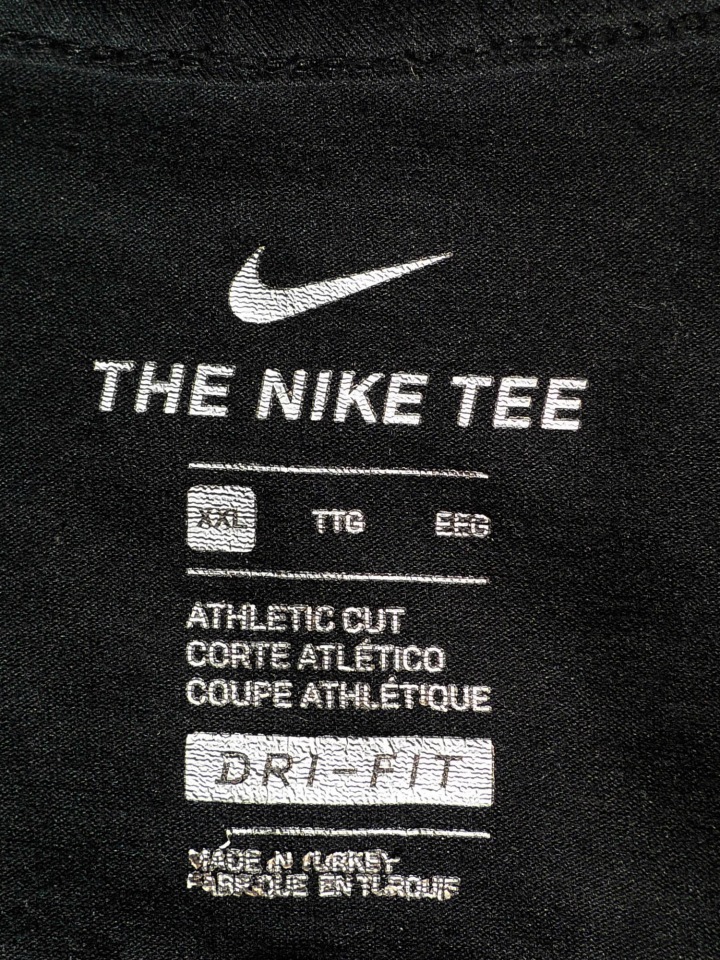 THE NIKE TEE
XXL TTG EEG
ATHLETIC CUT
CORTE ATLÉTICO
COUPE ATHLÉTIQUE
DRI-FIT
MADE IN TURKEY
FABRIQUE EN TURQUIE